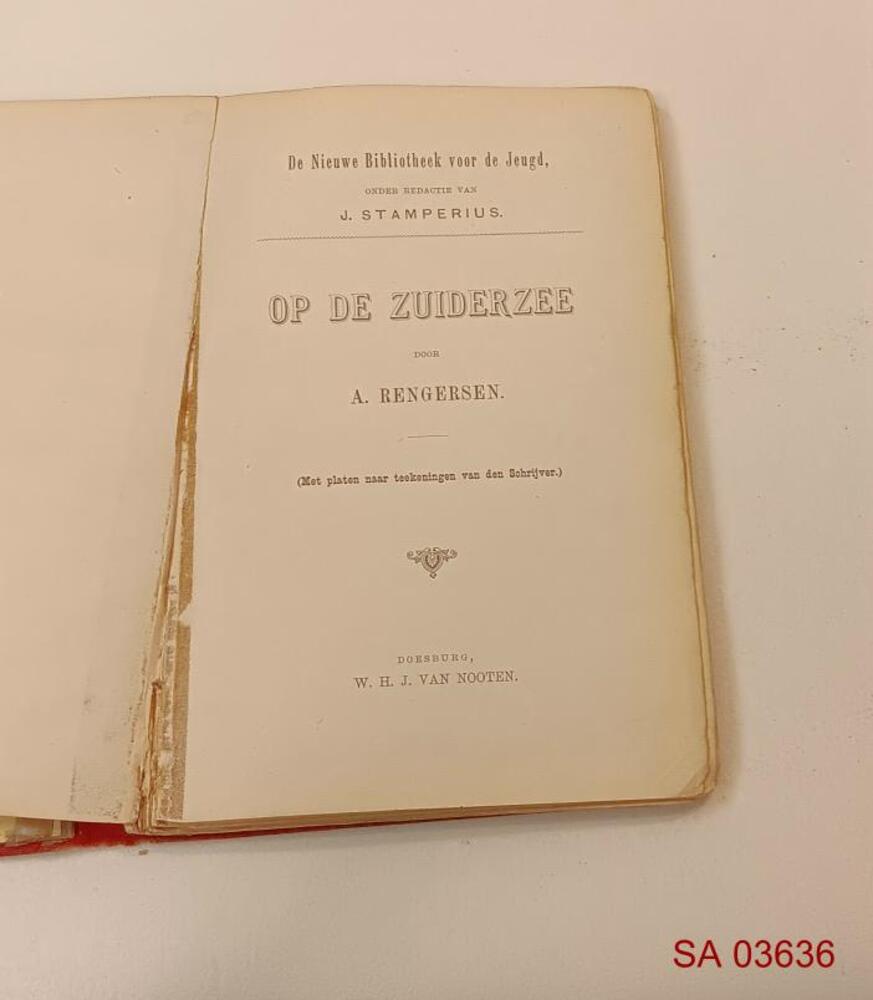 De Nieuwe Bibliotheek voor de Jeugd,
ONDER REDACTIE VAN
J. STAMPERIUS.
OP DE ZUIDERZEE
DOOR
A. RENGERSEN.
(Met platen naar teekeningen van den Schrijver.)
DOESBURG,
W. H. J. VAN NOOTEN.
SA 03636